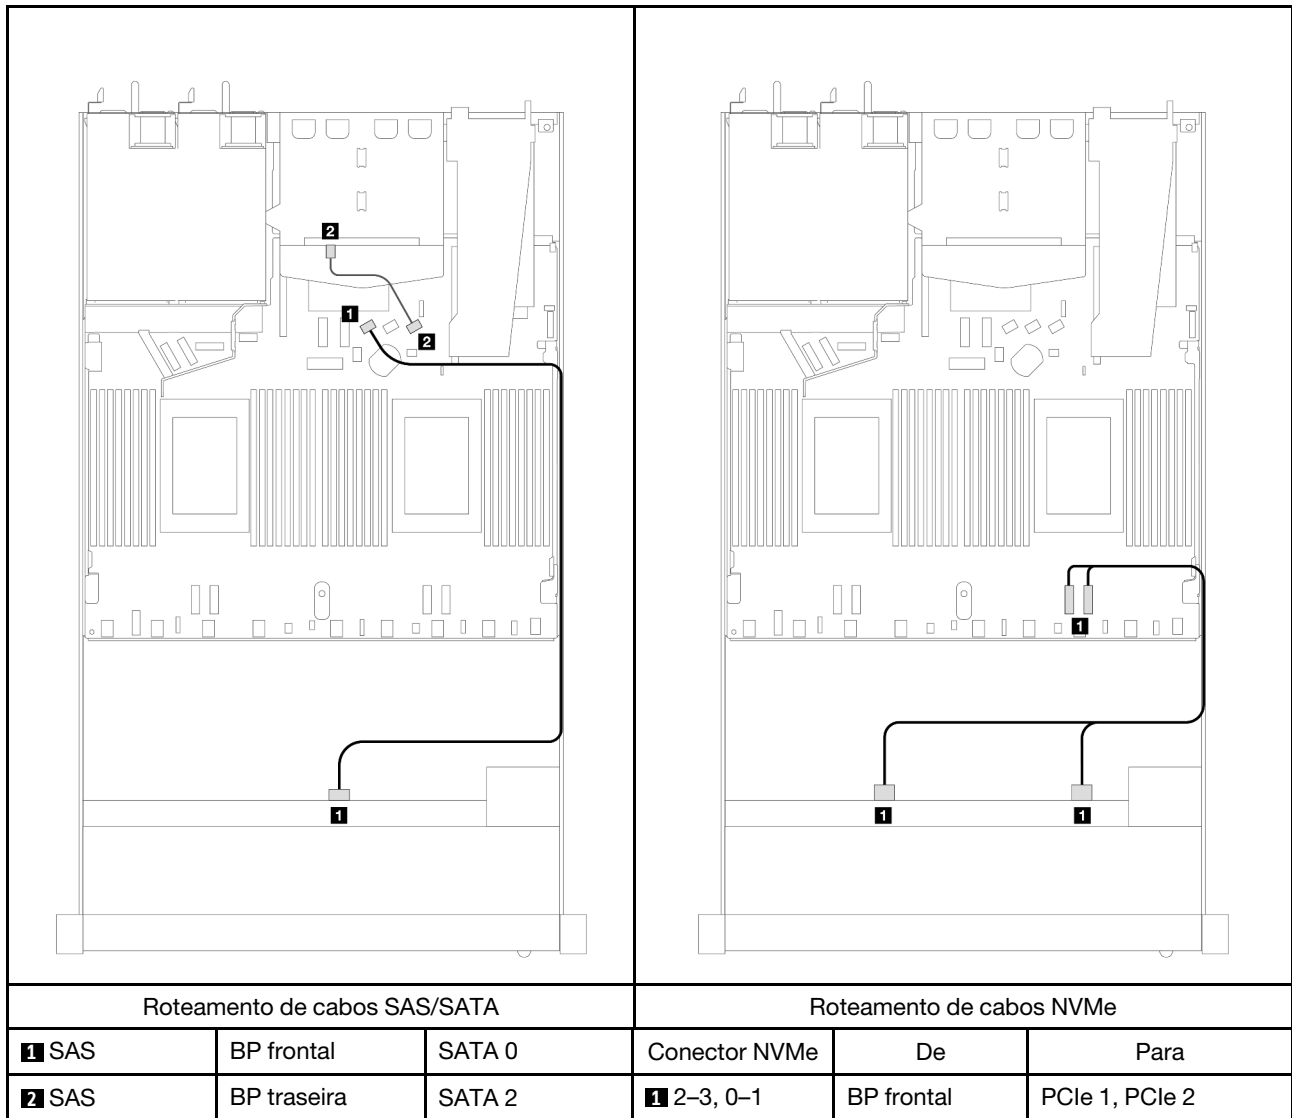 2
1
2
1
1
1
1
Roteamento de cabos SAS/SATA
Roteamento de cabos NVMe
1 SAS
BP frontal
SATA 0
Conector NVMe
De
Para
2 SAS
BP traseira
SATA 2
1 2–3, 0–1
BP frontal
PCIe 1, PCIe 2